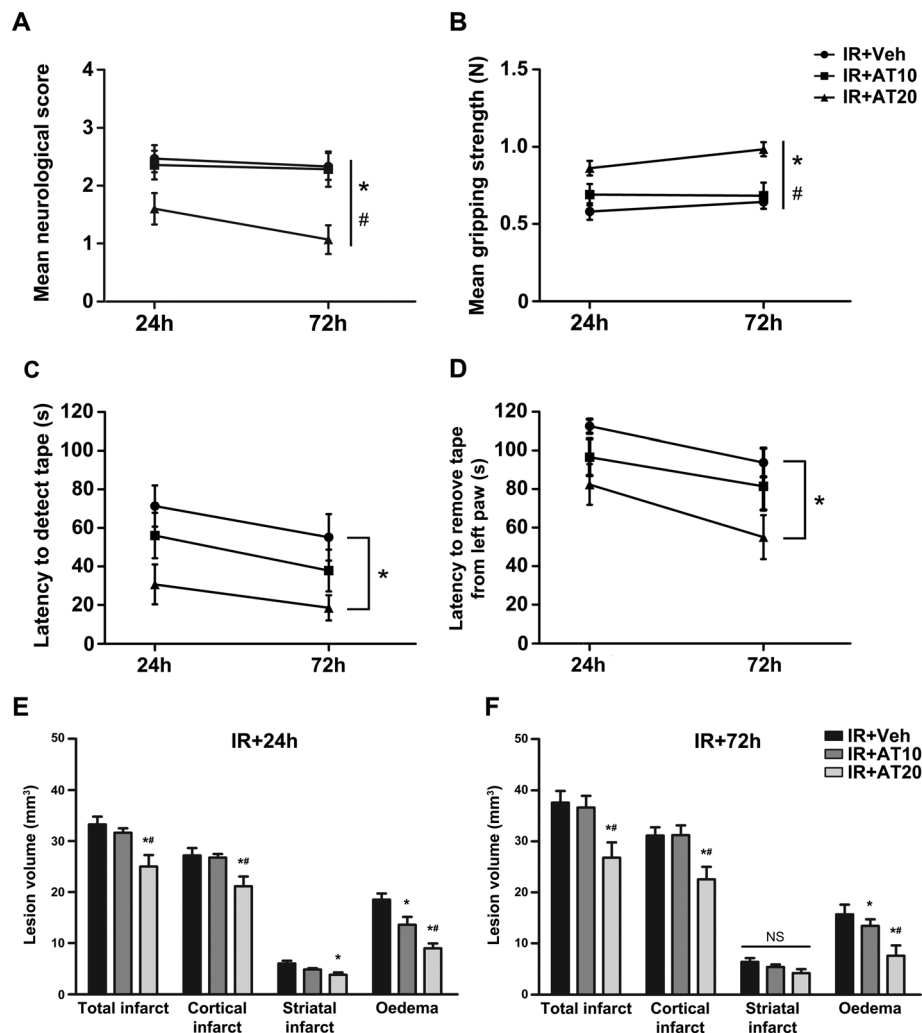 A
Mean neurological score
4
3
2
1
0
24h
72h
*
#
B
Mean gripping strength (N)
1.5
1.0
0.5
0
24h
72h
*
#
IR+Veh
IR+AT10
IR+AT20
C
Latency to detect tape (s)
120
100
80
60
40
20
0
24h
72h
*
D
Latency to remove tape
from left paw (s)
120
100
80
60
40
20
0
24h
72h
*
E
IR+24h
Lesion volume (mm³)
50
40
30
20
10
0
*#
*#
*
*
*#
Total infarct
Cortical
infarct
Striatal
infarct
Oedema
F
IR+72h
Lesion volume (mm³)
50
40
30
20
10
0
*#
*#
NS
*
*#
Total infarct
Cortical
infarct
Striatal
infarct
Oedema
IR+Veh
IR+AT10
IR+AT20